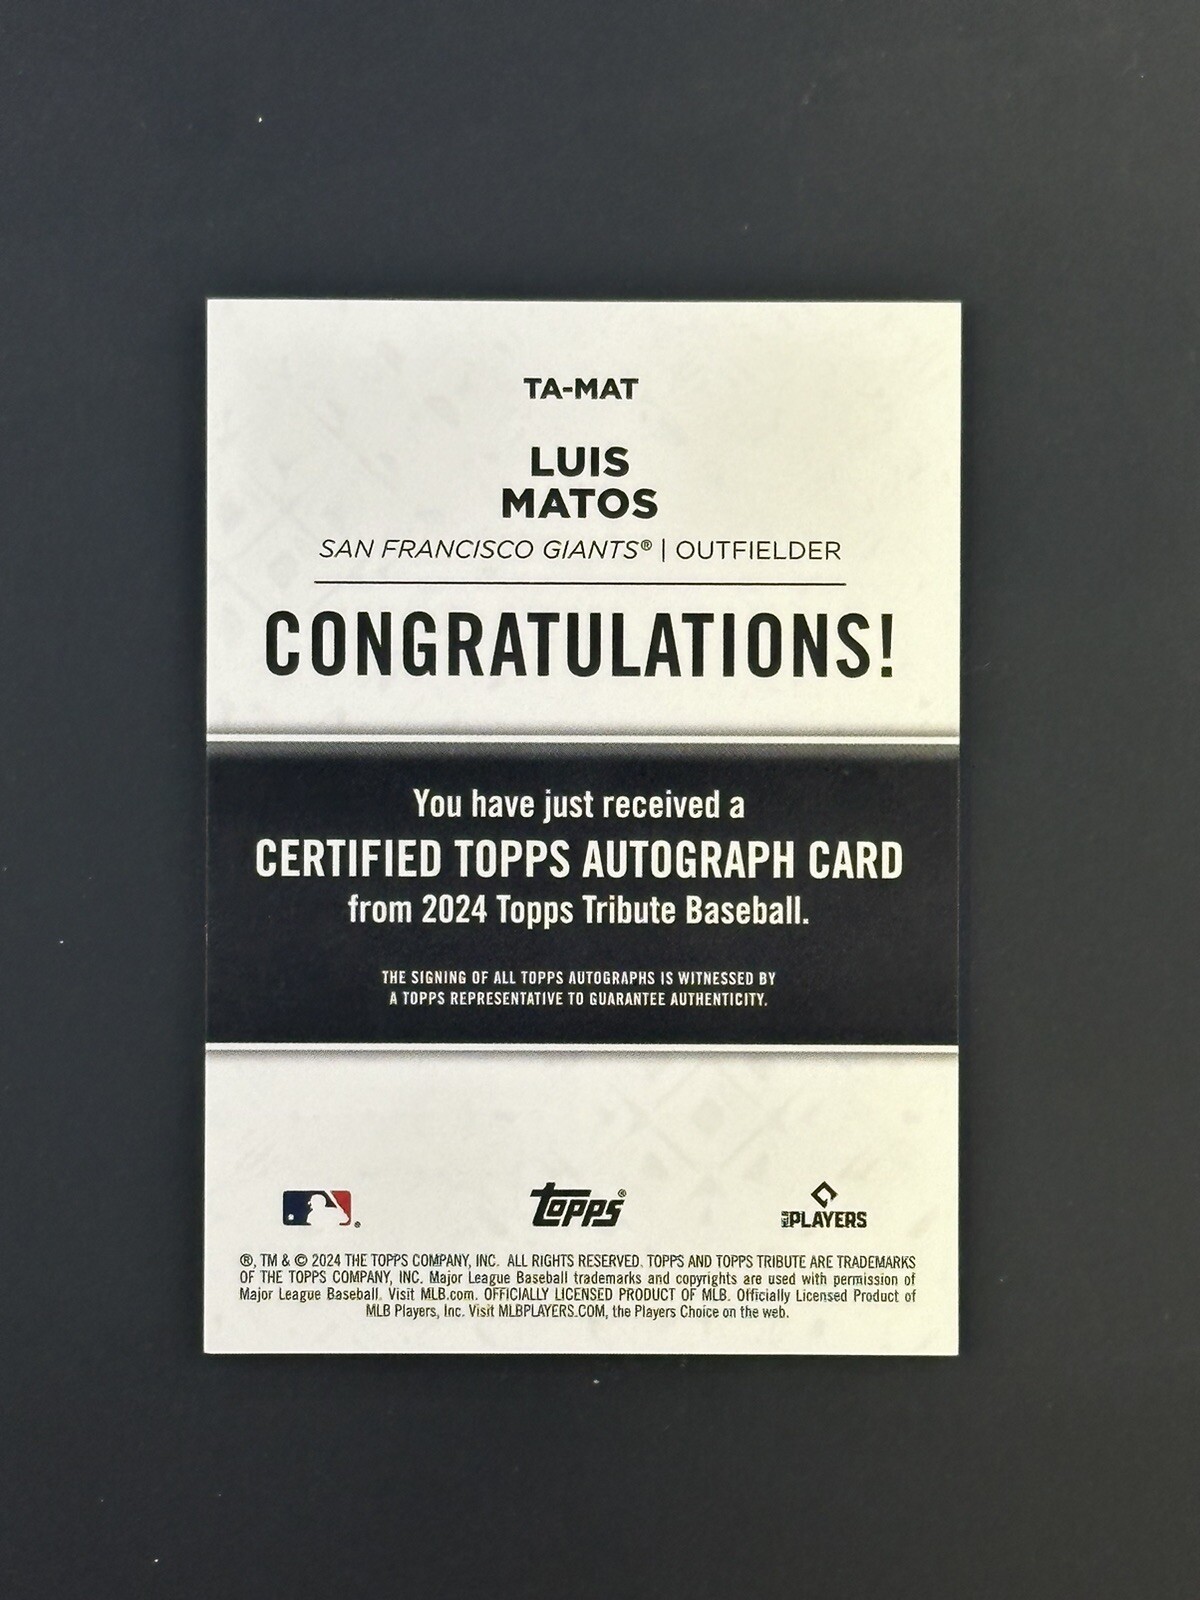 TA-MAT
LUIS
MATOS
SAN FRANCISCO GIANTS® | OUTFIELDER
CONGRATULATIONS!
You have just received a
CERTIFIED TOPPS AUTOGRAPH CARD
from 2024 Topps Tribute Baseball.
THE SIGNING OF ALL TOPPS AUTOGRAPHS IS WITNESSED BY
A TOPPS REPRESENTATIVE TO GUARANTEE AUTHENTICITY.
®
topps®
MLB PLAYERS
®, TM & © 2024 THE TOPPS COMPANY, INC. ALL RIGHTS RESERVED. TOPPS AND TOPPS TRIBUTE ARE TRADEMARKS
OF THE TOPPS COMPANY, INC. Major League Baseball trademarks and copyrights are used with permission of
Major League Baseball. Visit MLB.com. OFFICIALLY LICENSED PRODUCT OF MLB. Officially Licensed Product of
MLB Players, Inc. Visit MLBPLAYERS.COM, the Players Choice on the web.